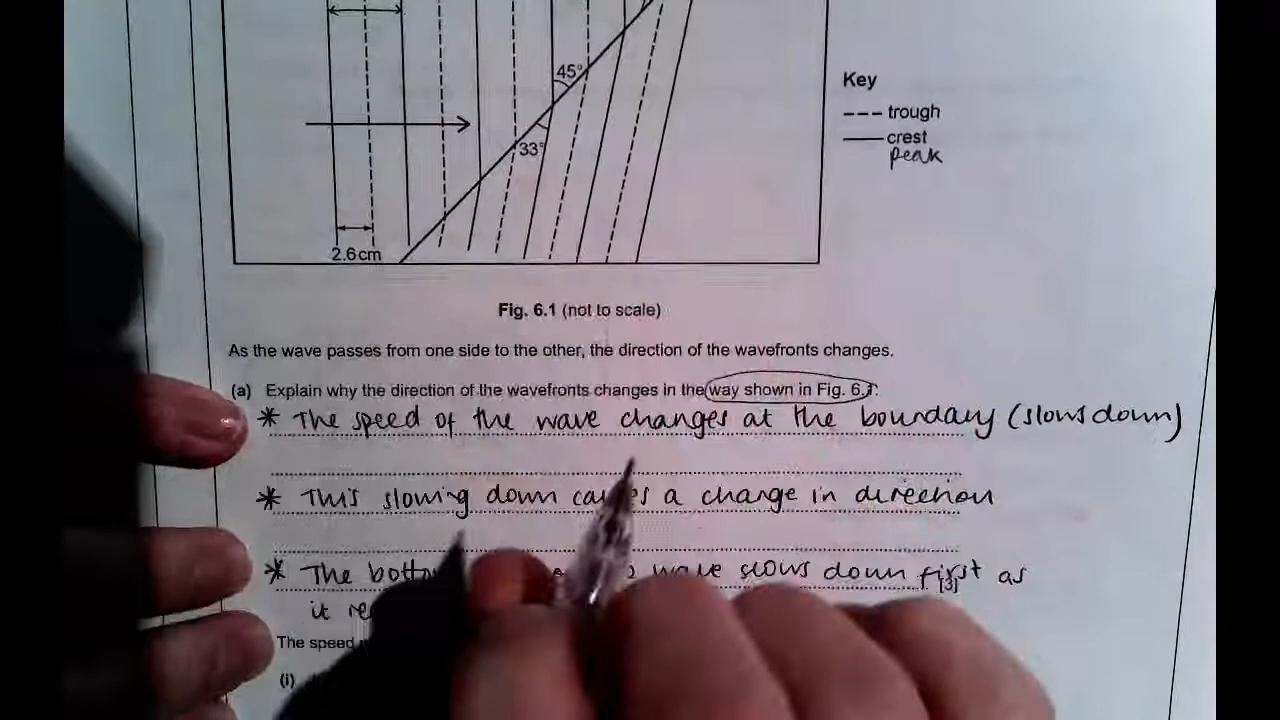 45°
Key
trough
crest
peak
33°
2.6cm
Fig. 6.1 (not to scale)
As the wave passes from one side to the other, the direction of the wavefronts changes.
(a) Explain why the direction of the wavefronts changes in the way shown in Fig. 6.1.
* The speed of the wave changes at the boundary (slows down)
* This slowing down causes a change in direction
* The wave slows down first as
[3]
it
The speed
(i)